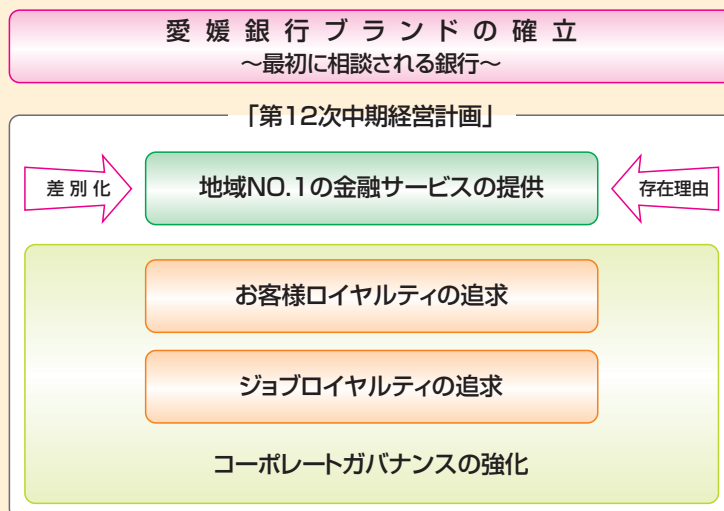 愛媛銀行ブランドの確立
～最初に相談される銀行～
「第12次中期経営計画」
差別化
地域NO.1の金融サービスの提供
存在理由
お客様ロイヤルティの追求
ジョブロイヤルティの追求
コーポレートガバナンスの強化